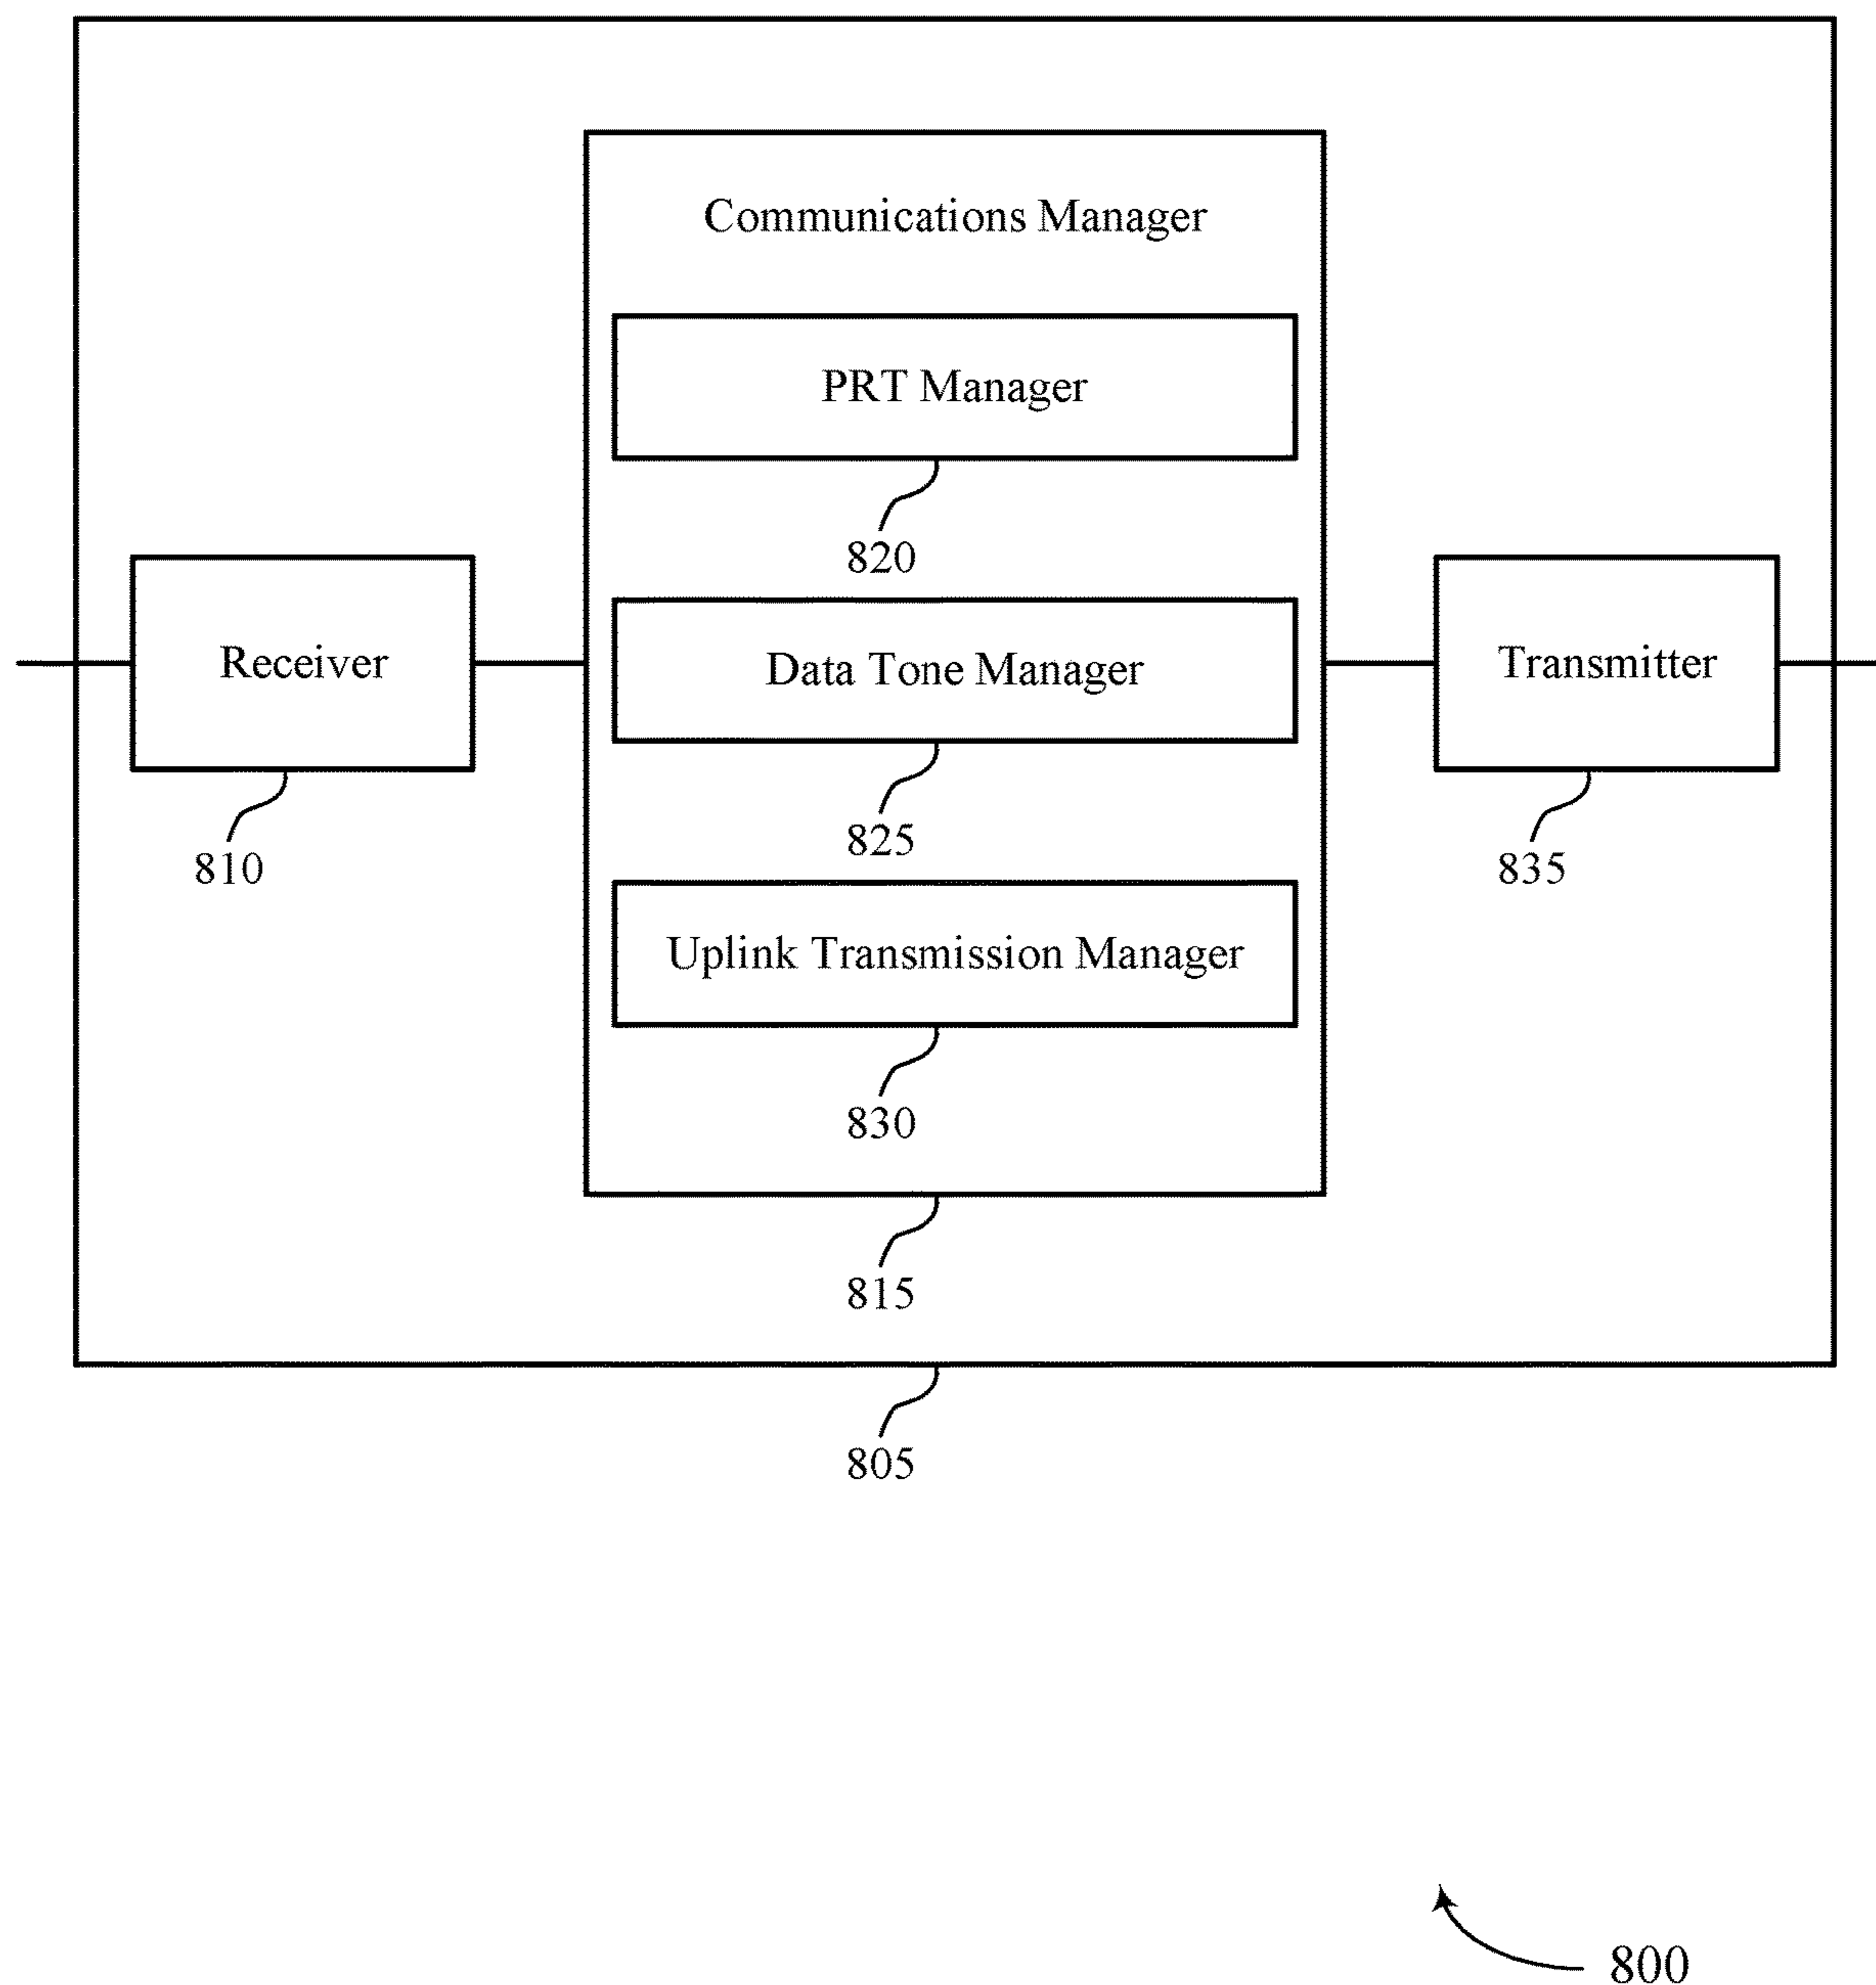 Communications Manager
PRT Manager
820
Receiver
810
Data Tone Manager
825
Transmitter
835
Uplink Transmission Manager
830
815
805
800